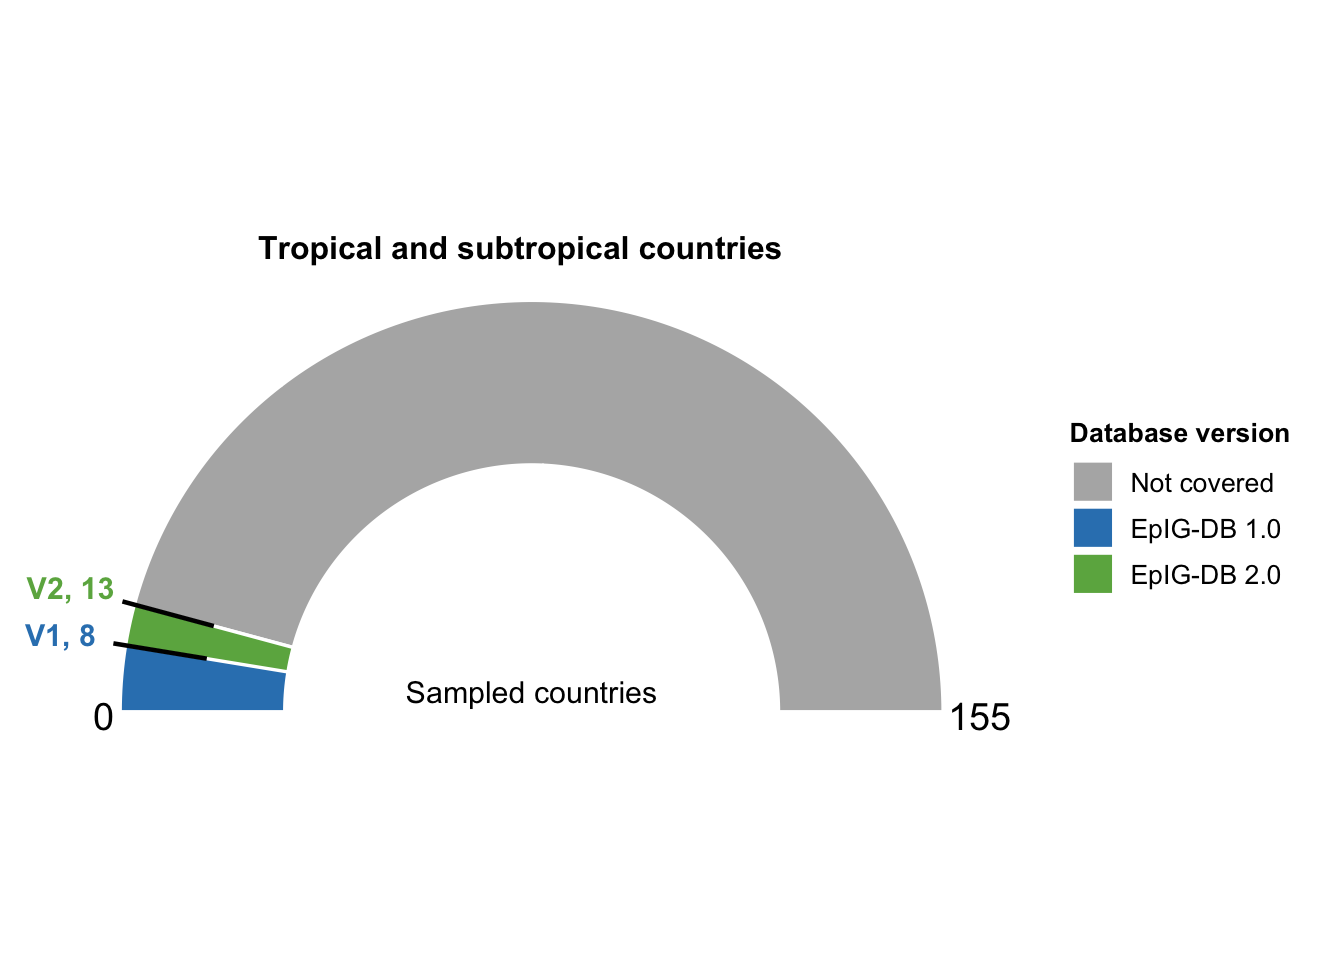 Tropical and subtropical countries
Database version
Not covered
EpIG-DB 1.0
EpIG-DB 2.0
V2, 13
V1, 8
Sampled countries
0
155